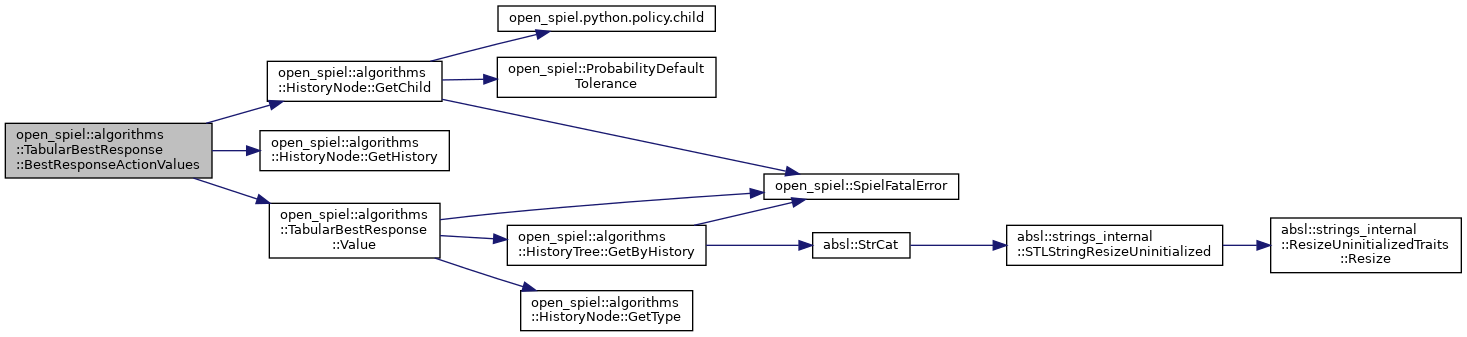 open_spiel.python.policy.child
open_spiel::algorithms
::HistoryNode::GetChild
open_spiel::ProbabilityDefault
Tolerance
open_spiel::algorithms
::TabularBestResponse
::BestResponseActionValues
open_spiel::algorithms
::HistoryNode::GetHistory
open_spiel::SpielFatalError
open_spiel::algorithms
::TabularBestResponse
::Value
open_spiel::algorithms
::HistoryTree::GetByHistory
absl::StrCat
absl::strings_internal
::STLStringResizeUninitialized
absl::strings_internal
::ResizeUninitializedTraits
::Resize
open_spiel::algorithms
::HistoryNode::GetType